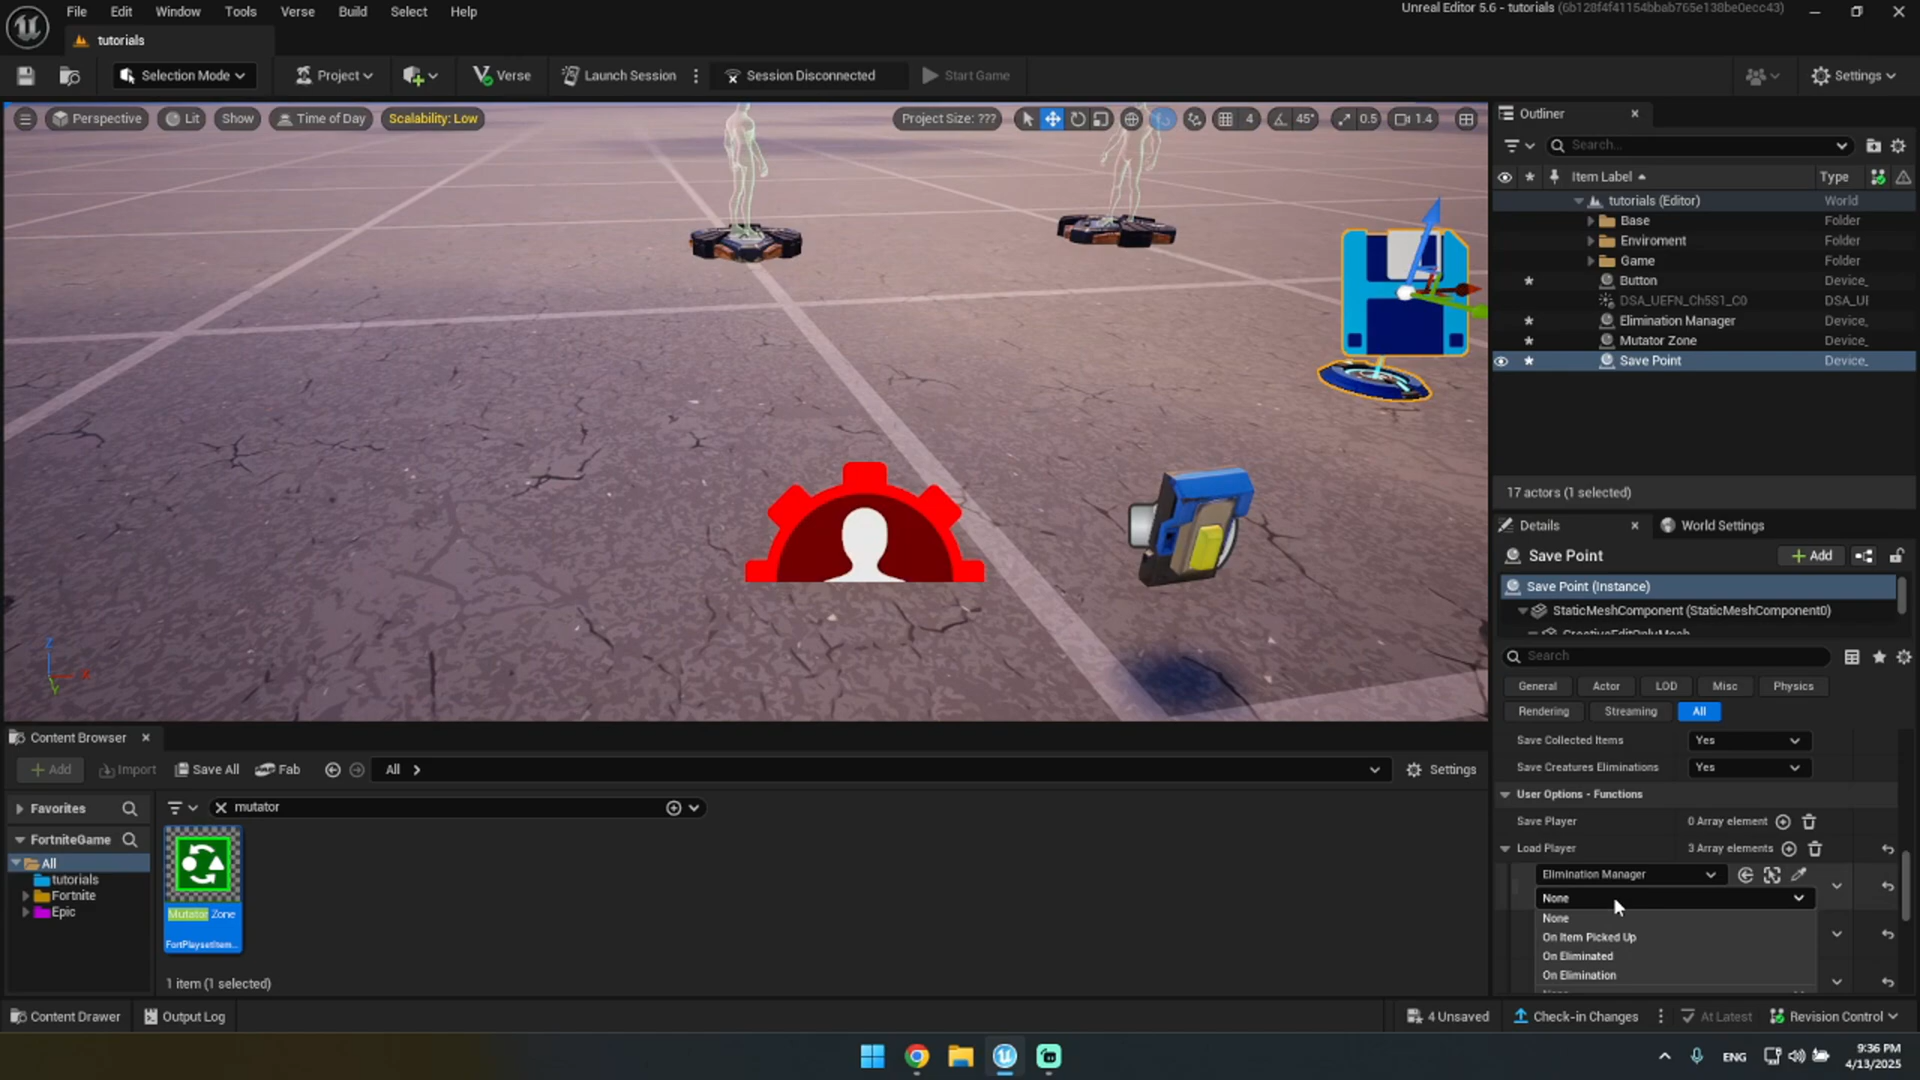 File Edit Window Tools Verse Build Select Help
Unreal Editor 5.6 - tutorials (6b128f4f41154bbab765e138be0ecc43)
tutorials
Selection Mode Project Verse Launch Session Session Disconnected Start Game Settings
Perspective Lit Show Time of Day Scalability: Low Project Size: ??? 4 45° 0.5 1.4
Outliner
Search...
Item Label Type
tutorials (Editor) World
Base Folder
Enviroment Folder
Game Folder
Button Device_
DSA_UEFN_Ch5S1_C0 DSA_UI
Elimination Manager Device_
Mutator Zone Device_
Save Point Device_
17 actors (1 selected)
Details World Settings
Save Point Add
Save Point (Instance)
StaticMeshComponent (StaticMeshComponent0)
Search
General Actor LOD Misc Physics
Rendering Streaming All
Save Collected Items Yes
Save Creatures Eliminations Yes
User Options - Functions
Save Player 0 Array element
Load Player 3 Array elements
Elimination Manager
None
None
On Item Picked Up
On Eliminated
On Elimination
Content Browser
Add Import Save All Fab All Settings
Favorites mutator
FortniteGame
All
tutorials
Fortnite
Epic
Mutator Zone
FortPlaysetItem...
1 item (1 selected)
Content Drawer Output Log 4 Unsaved Check-in Changes At Latest Revision Control
ENG 9:36 PM
4/13/2025